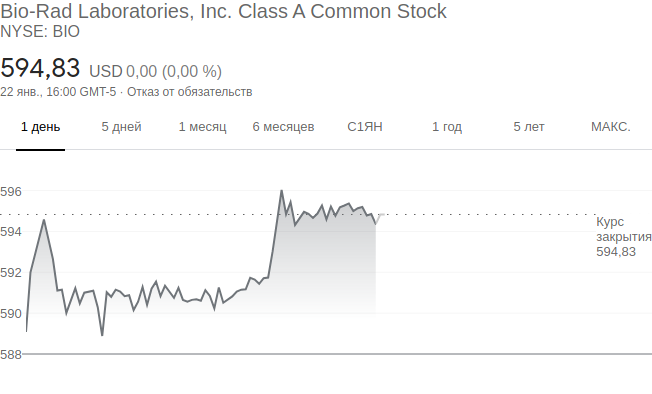 Bio-Rad Laboratories, Inc. Class A Common Stock
NYSE: BIO
594,83 USD 0,00 (0,00 %)
22 янв., 16:00 GMT-5 · Отказ от обязательств
1 день 5 дней 1 месяц 6 месяцев С1ЯН 1 год 5 лет МАКС.
596
594
592
590
588
Курс
закрытия
594,83